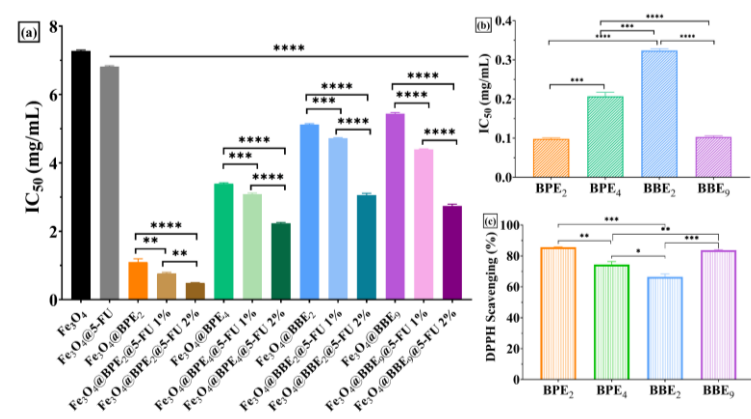 (a)
****
IC₅₀ (mg/mL)
8
6
4
2
0
****
**
**
****
***
****
****
***
****
****
****
****
Fe₃O₄
Fe₃O₄@5-FU
Fe₃O₄@BPE₂
Fe₃O₄@BPE₂@5-FU 1%
Fe₃O₄@BPE₂@5-FU 2%
Fe₃O₄@BPE₄
Fe₃O₄@BPE₄@5-FU 1%
Fe₃O₄@BPE₄@5-FU 2%
Fe₃O₄@BBE₂
Fe₃O₄@BBE₂@5-FU 1%
Fe₃O₄@BBE₂@5-FU 2%
Fe₃O₄@BBE₉
Fe₃O₄@BBE₉@5-FU 1%
Fe₃O₄@BBE₉@5-FU 2%
(b)
IC₅₀ (mg/mL)
0.4
0.3
0.2
0.1
0.0
****
***
****
****
***
BPE₂
BPE₄
BBE₂
BBE₉
(c)
DPPH Scavenging (%)
100
80
60
40
20
0
***
**
**
*
***
BPE₂
BPE₄
BBE₂
BBE₉